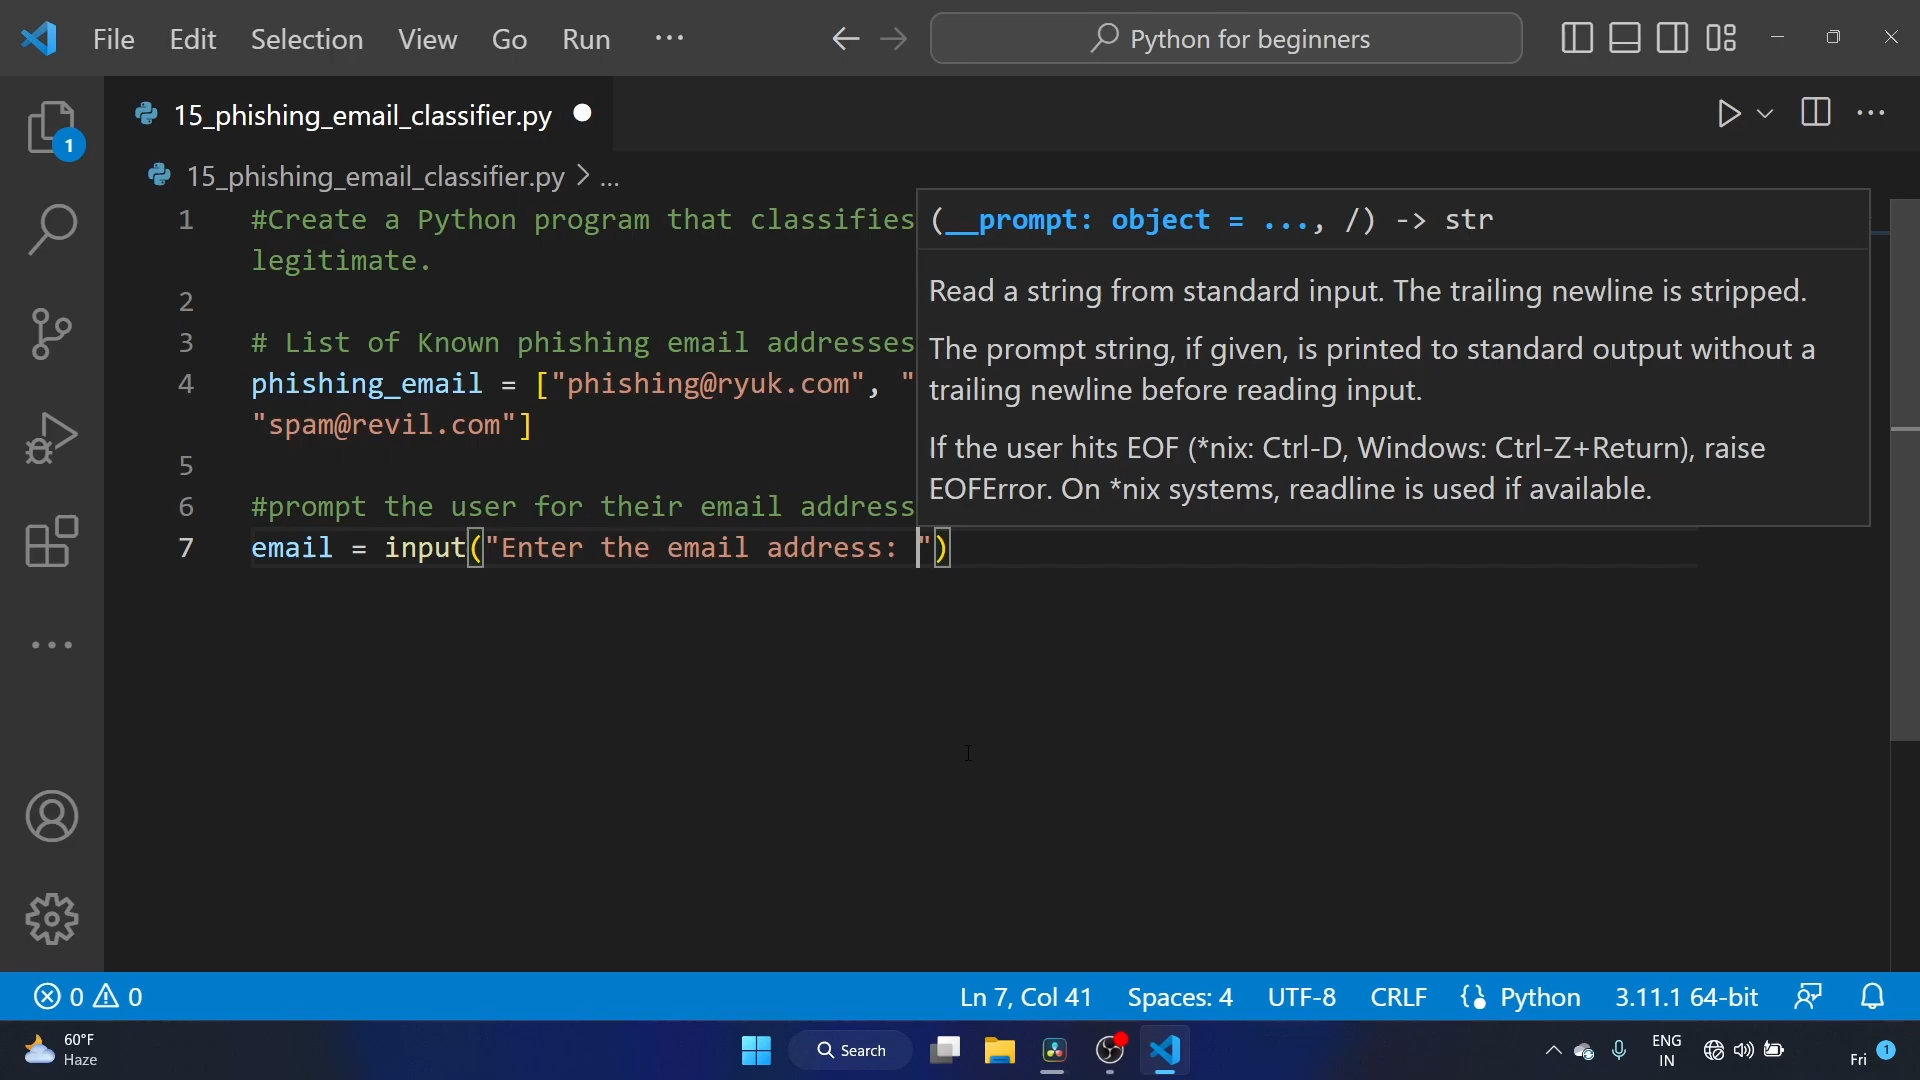 File Edit Selection View Go Run ··· Python for beginners
15_phishing_email_classifier.py
1
15_phishing_email_classifier.py > ...
1 #Create a Python program that classifies
legitimate.
2
3 # List of Known phishing email addresses
4 phishing_email = ["phishing@ryuk.com", "
"spam@revil.com"]
5
6 #prompt the user for their email address
7 email = input("Enter the email address: ")
(__prompt: object = ..., /) -> str
Read a string from standard input. The trailing newline is stripped.
The prompt string, if given, is printed to standard output without a
trailing newline before reading input.
If the user hits EOF (*nix: Ctrl-D, Windows: Ctrl-Z+Return), raise
EOFError. On *nix systems, readline is used if available.
0 0 Ln 7, Col 41 Spaces: 4 UTF-8 CRLF Python 3.11.1 64-bit
60°F
Haze
Search
ENG
IN
Fri 1